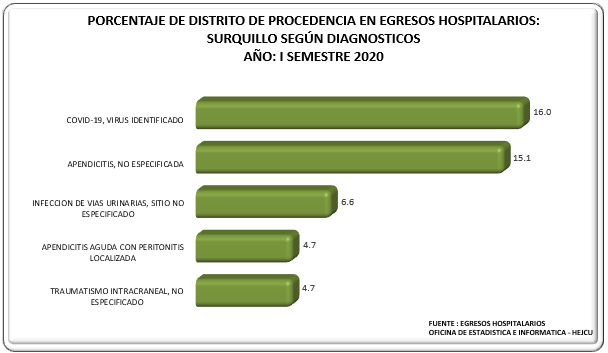 PORCENTAJE DE DISTRITO DE PROCEDENCIA EN EGRESOS HOSPITALARIOS:
SURQUILLO SEGÚN DIAGNOSTICOS
AÑO: I SEMESTRE 2020
COVID-19, VIRUS IDENTIFICADO
16.0
APENDICITIS, NO ESPECIFICADA
15.1
INFECCION DE VIAS URINARIAS, SITIO NO
ESPECIFICADO
6.6
APENDICITIS AGUDA CON PERITONITIS
LOCALIZADA
4.7
TRAUMATISMO INTRACRANEAL, NO
ESPECIFICADO
4.7
FUENTE : EGRESOS HOSPITALARIOS
OFICINA DE ESTADISTICA E INFORMATICA - HEJCU